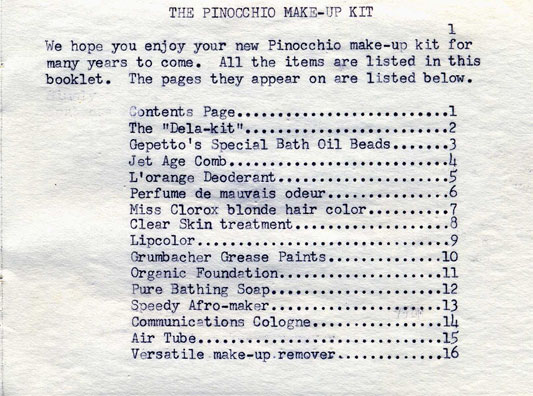 THE PINOCCHIO MAKE-UP KIT
1
We hope you enjoy your new Pinocchio make-up kit for
many years to come. All the items are listed in this
booklet. The pages they appear on are listed below.
Contents Page..........................1
The "Dela-kit".........................2
Gepetto's Special Bath Oil Beads.......3
Jet Age Comb...........................4
L'orange Deoderant.....................5
Perfume de mauvais odeur...............6
Miss Clorox blonde hair color..........7
Clear Skin treatment...................8
Lipcolor...............................9
Grumbacher Grease Paints..............10
Organic Foundation....................11
Pure Bathing Soap.....................12
Speedy Afro-maker.....................13
Communications Cologne................14
Air Tube..............................15
Versatile make-up remover.............16